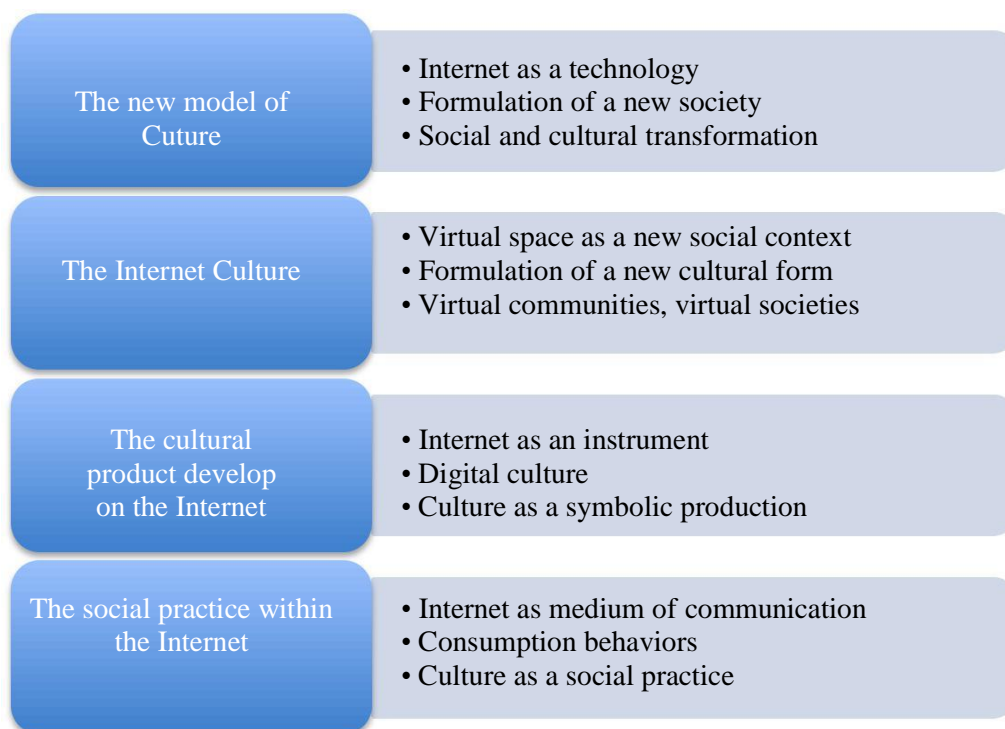 The new model of
Cuture
• Internet as a technology
• Formulation of a new society
• Social and cultural transformation
The Internet Culture
• Virtual space as a new social context
• Formulation of a new cultural form
• Virtual communities, virtual societies
The cultural
product develop
on the Internet
• Internet as an instrument
• Digital culture
• Culture as a symbolic production
The social practice within
the Internet
• Internet as medium of communication
• Consumption behaviors
• Culture as a social practice